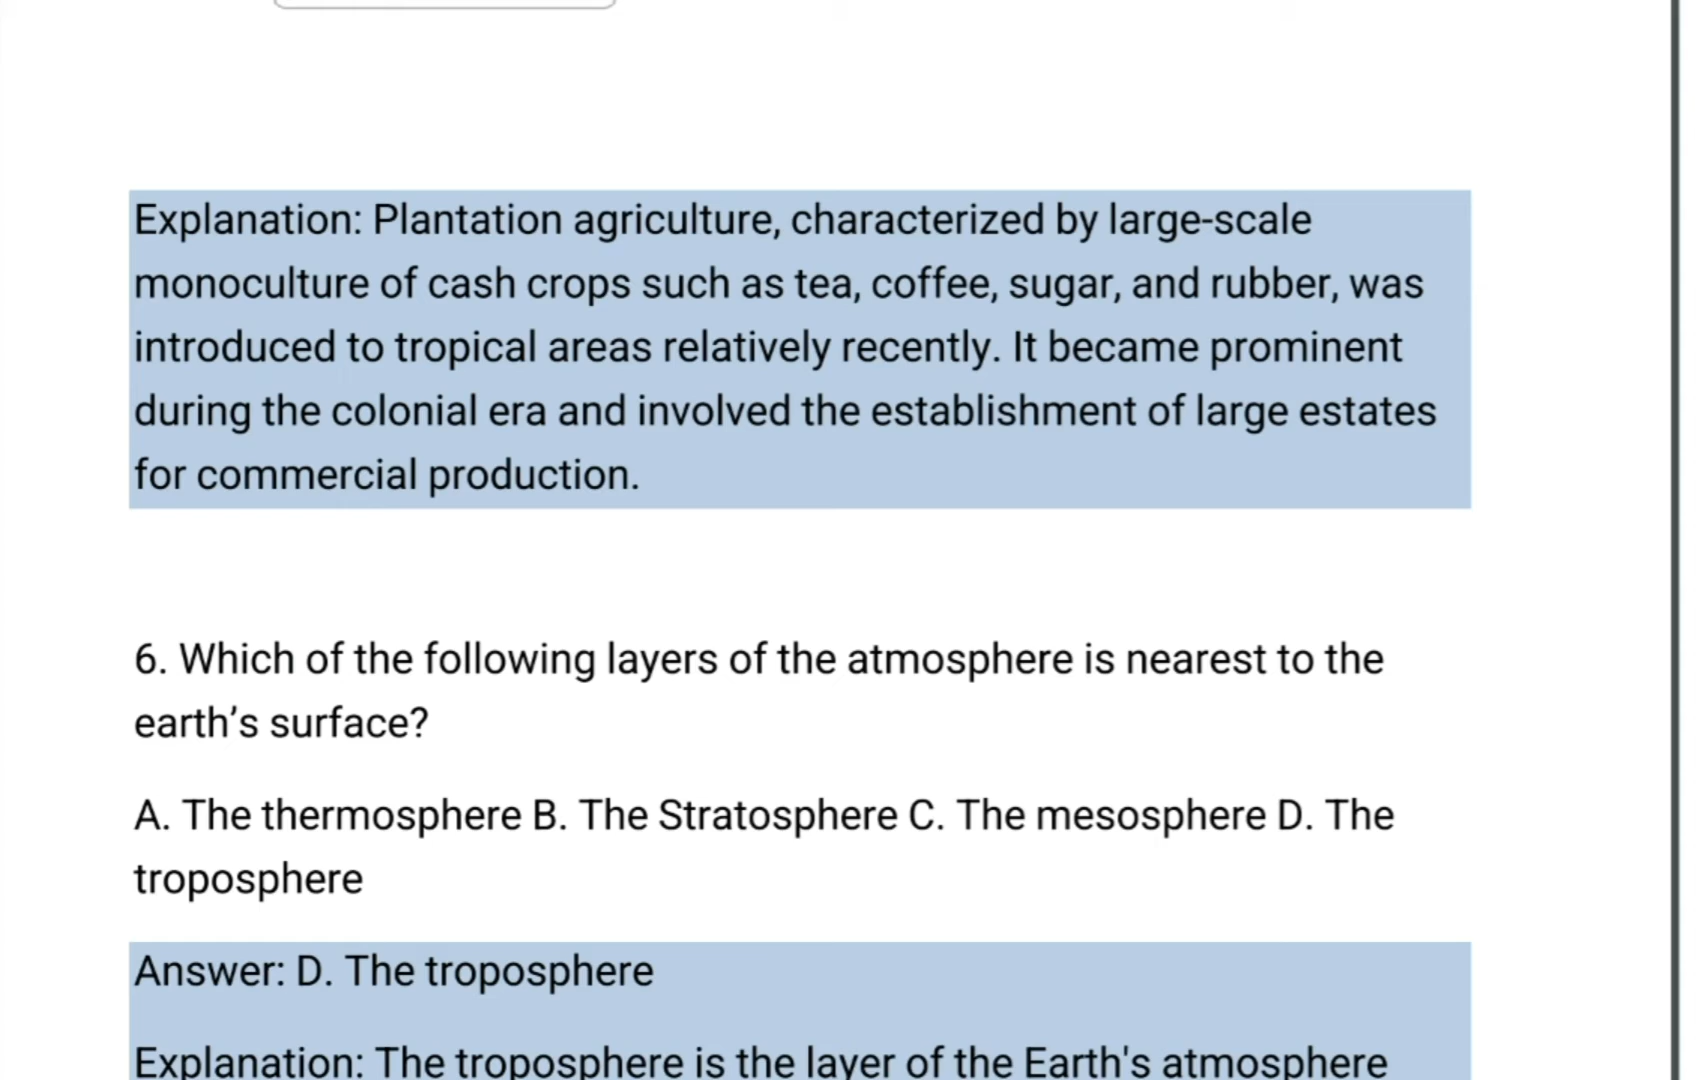 Explanation: Plantation agriculture, characterized by large-scale
monoculture of cash crops such as tea, coffee, sugar, and rubber, was
introduced to tropical areas relatively recently. It became prominent
during the colonial era and involved the establishment of large estates
for commercial production.
6. Which of the following layers of the atmosphere is nearest to the
earth’s surface?
A. The thermosphere B. The Stratosphere C. The mesosphere D. The
troposphere
Answer: D. The troposphere
Explanation: The troposphere is the layer of the Earth's atmosphere